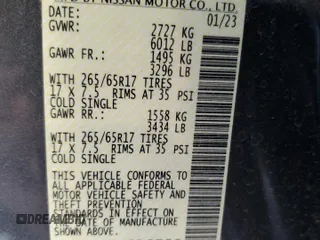 MFD BY NISSAN MOTOR CO., LTD.
DATE: 01/23
GVWR: 2727 KG
6012 LB
GAWR FR.: 1495 KG
3296 LB
WITH 265/65R17 TIRES
17 X 7.5 RIMS AT 35 PSI
COLD SINGLE
GAWR RR.: 1558 KG
3434 LB
WITH 265/65R17 TIRES
17 X 7.5 RIMS AT 35 PSI
COLD SINGLE
THIS VEHICLE CONFORMS TO
ALL APPLICABLE FEDERAL
MOTOR VEHICLE SAFETY AND
THEFT PREVENTION
STANDARDS IN EFFECT ON
DATE OF MANUFACTURE
SHOWN ABOVE